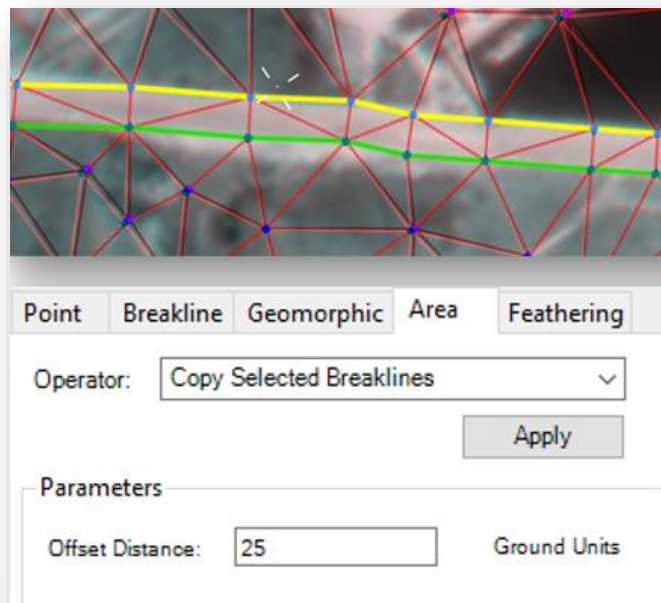 Point Breakline Geomorphic Area Feathering
Operator: Copy Selected Breaklines
Apply
Parameters
Offset Distance: 25 Ground Units